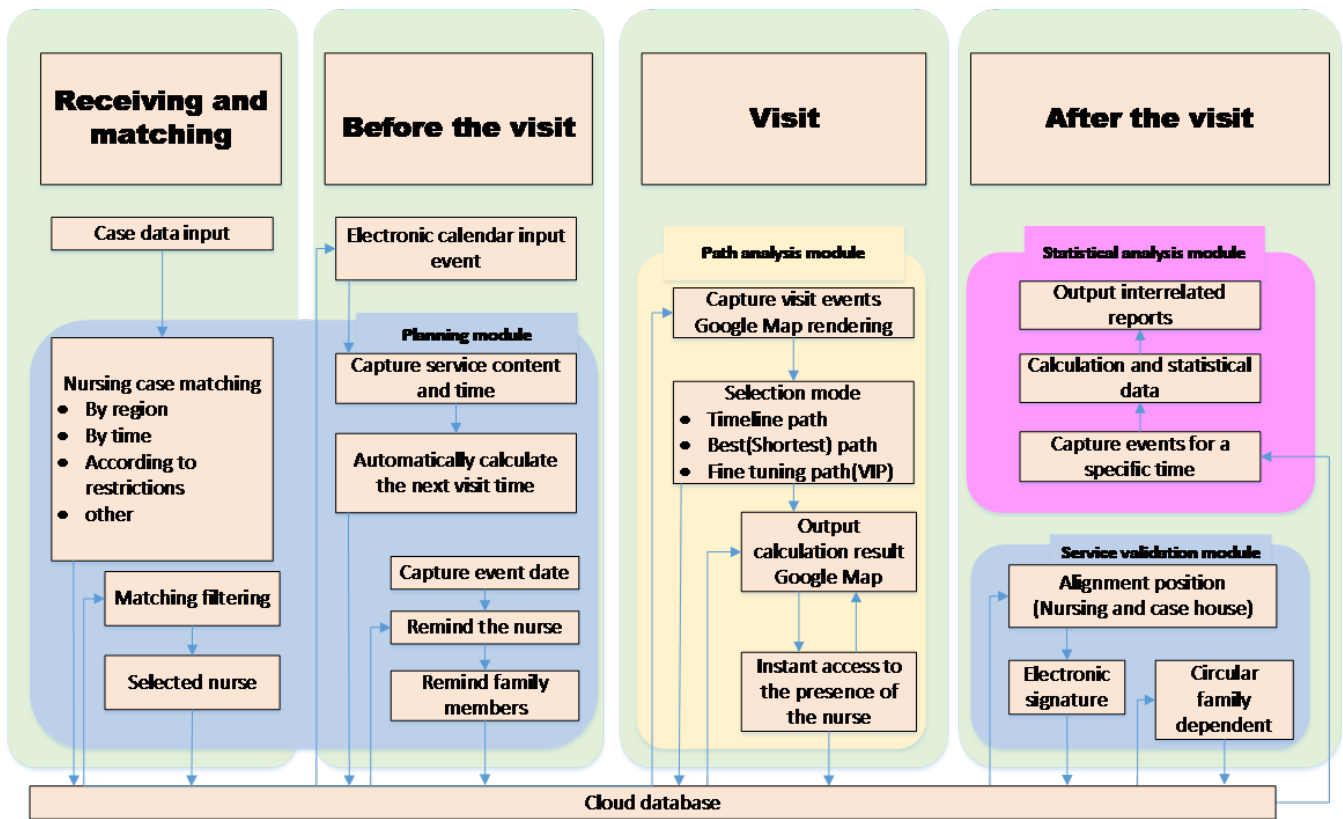 Receiving and
matching
Case data input
Nursing case matching
• By region
• By time
• According to
restrictions
• other
Matching filtering
Selected nurse
Before the visit
Electronic calendar input
event
Planning module
Capture service content
and time
Automatically calculate
the next visit time
Capture event date
Remind the nurse
Remind family
members
Visit
Path analysis module
Capture visit events
Google Map rendering
Selection mode
• Timeline path
• Best(Shortest) path
• Fine tuning path(VIP)
Output
calculation result
Google Map
Instant access to
the presence of
the nurse
After the visit
Statistical analysis module
Output interrelated
reports
Calculation and statistical
data
Capture events for a
specific time
Service validation module
Alignment position
(Nursing and case house)
Electronic
signature
Circular
family
dependent
Cloud database